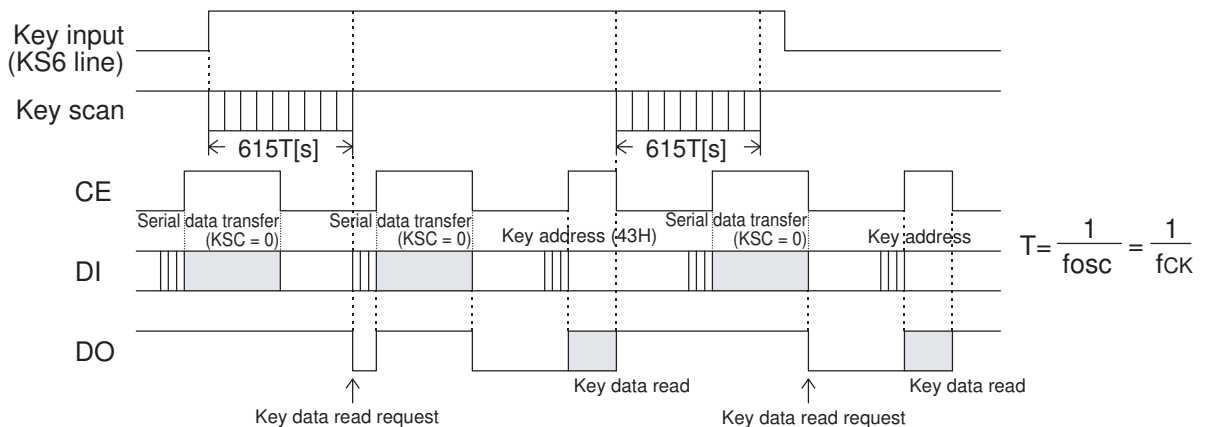 Key input
(KS6 line)
Key scan
615T[s]
615T[s]
CE
Serial data transfer
(KSC = 0)
Serial data transfer
(KSC = 0)
Key address (43H)
Serial data transfer
(KSC = 0)
Key address
T= 1/fosc = 1/fCK
DI
DO
Key data read
Key data read
Key data read request
Key data read request